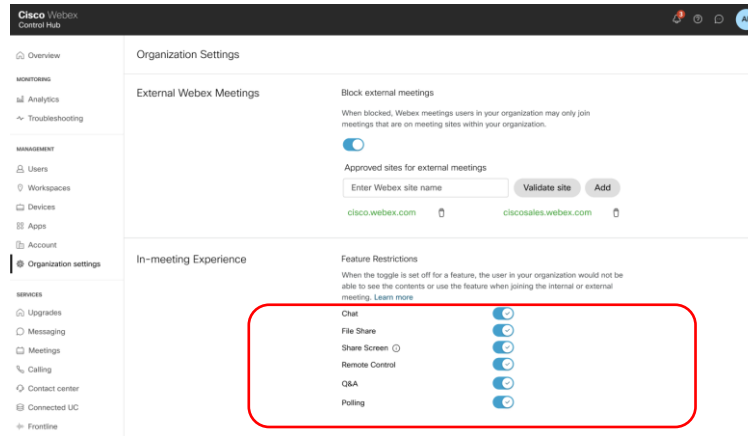 Cisco Webex
Control Hub
3
Overview
MONITORING
Analytics
Troubleshooting
MANAGEMENT
Users
Workspaces
Devices
Apps
Account
Organization settings
SERVICES
Upgrades
Messaging
Meetings
Calling
Contact center
Connected UC
Frontline
Organization Settings
External Webex Meetings
Block external meetings
When blocked, Webex meetings users in your organization may only join
meetings that are on meeting sites within your organization.
Approved sites for external meetings
Enter Webex site name
Validate site
Add
cisco.webex.com
ciscosales.webex.com
In-meeting Experience
Feature Restrictions
When the toggle is set off for a feature, the user in your organization would not be
able to see the contents or use the feature when joining the internal or external
meeting. Learn more
Chat
File Share
Share Screen
Remote Control
Q&A
Polling